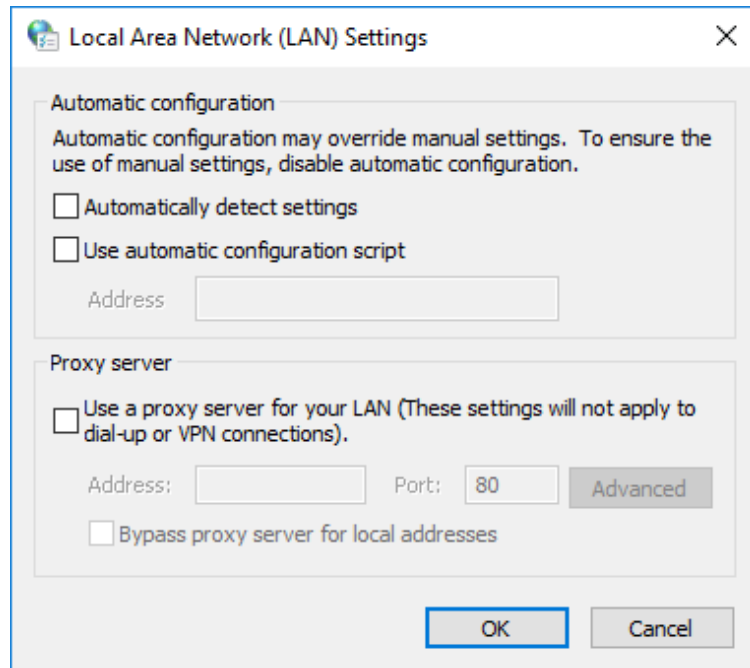 Local Area Network (LAN) Settings
Automatic configuration
Automatic configuration may override manual settings.  To ensure the
use of manual settings, disable automatic configuration.
Automatically detect settings
Use automatic configuration script
Address
Proxy server
Use a proxy server for your LAN (These settings will not apply to
dial-up or VPN connections).
Address: Port: 80 Advanced
Bypass proxy server for local addresses
OK Cancel